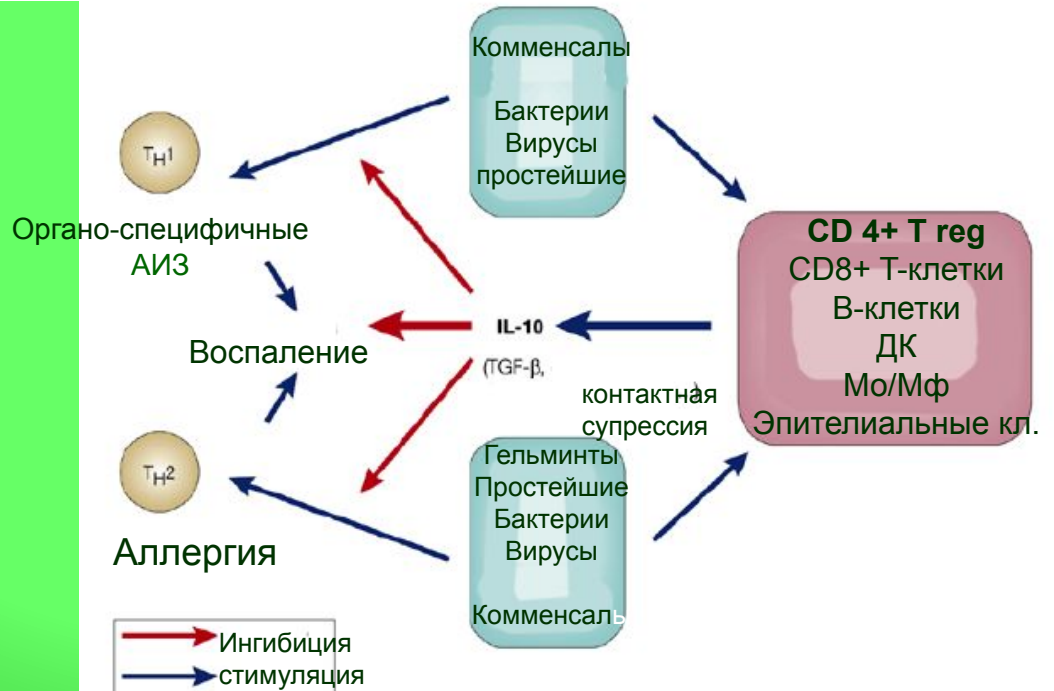 Комменсалы
Бактерии
Вирусы
простейшие
TH1
Органо-специфичные
АИЗ
CD 4+ T reg
CD8+ Т-клетки
В-клетки
ДК
Мо/Мф
Эпителиальные кл.
Воспаление
IL-10
(TGF-β,
контактная
супрессия
TH2
Аллергия
Гельминты
Простейшие
Бактерии
Вирусы
Комменсалы
Ингибиция
стимуляция